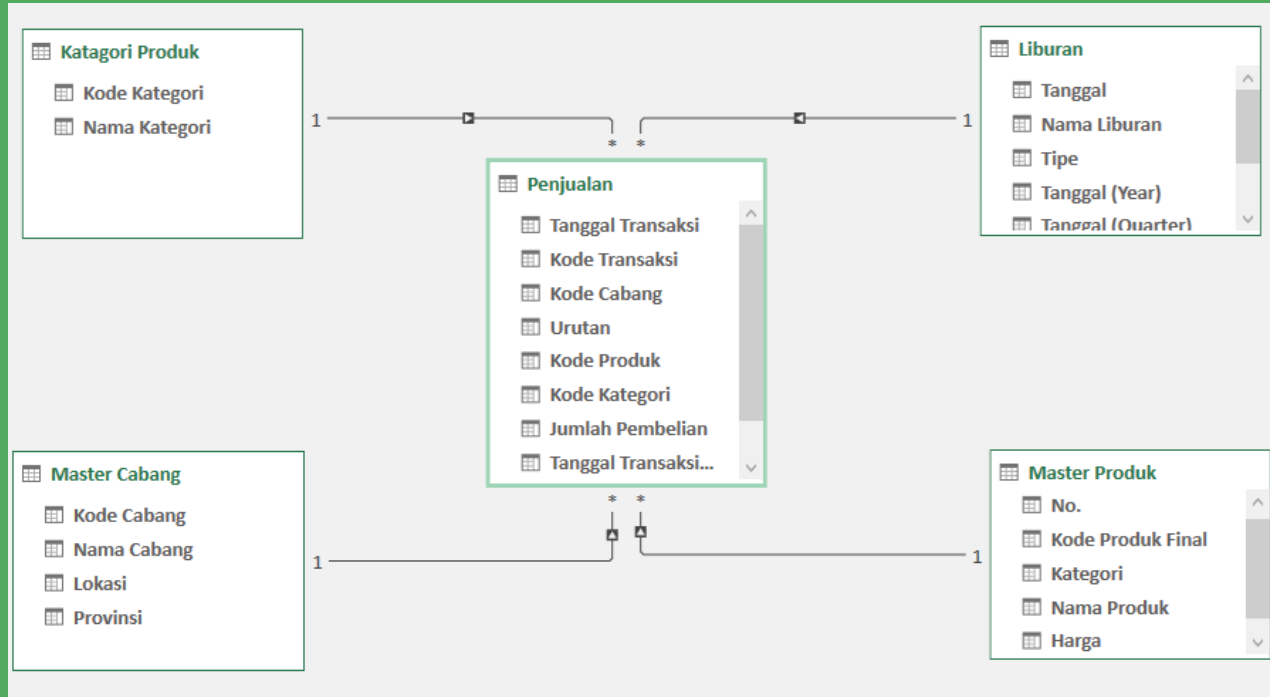 Katagori Produk
Kode Kategori
Nama Kategori
1
*
Liburan
Tanggal
Nama Liburan
Tipe
Tanggal (Year)
Tanggal (Quarter)
1
*
Penjualan
Tanggal Transaksi
Kode Transaksi
Kode Cabang
Urutan
Kode Produk
Kode Kategori
Jumlah Pembelian
Tanggal Transaksi...
Master Cabang
Kode Cabang
Nama Cabang
Lokasi
Provinsi
1
*
Master Produk
No.
Kode Produk Final
Kategori
Nama Produk
Harga
1
*